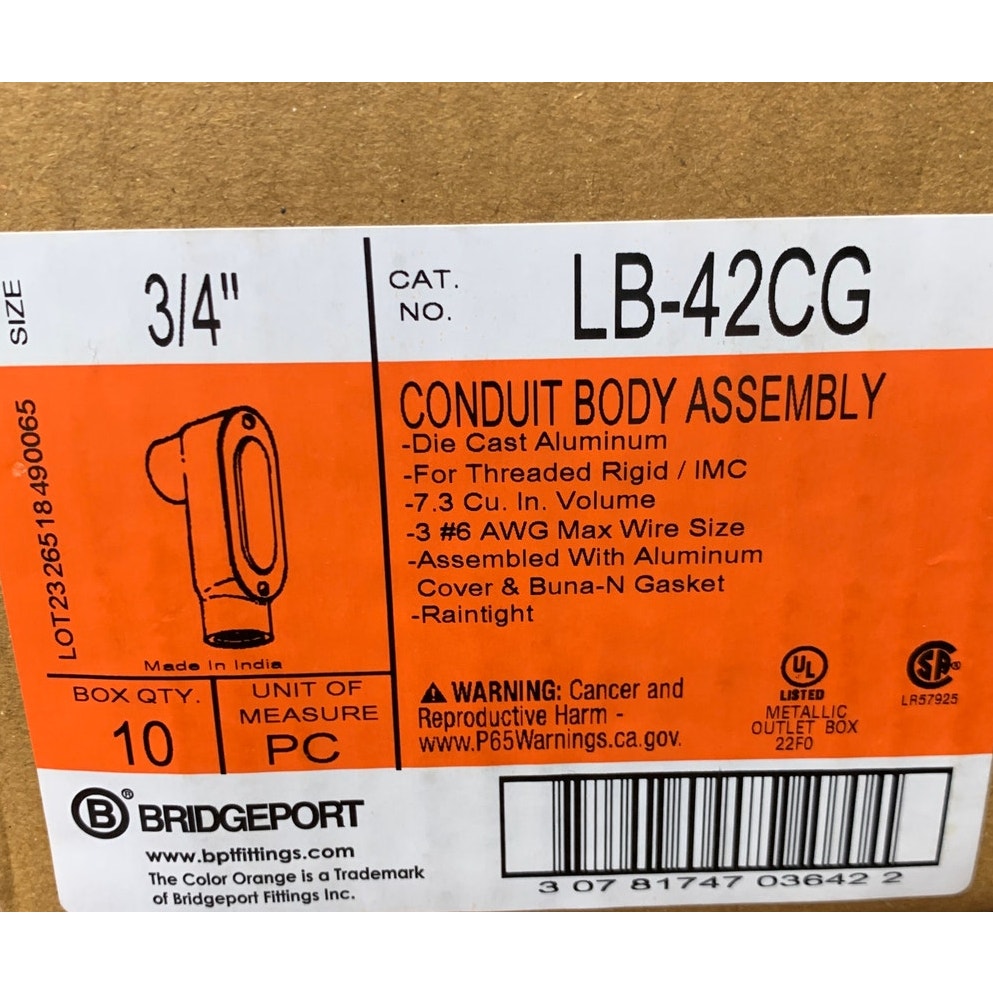 SIZE
3/4"
CAT.
NO.
LB-42CG
LOT232651849​0065
Made In India
CONDUIT BODY ASSEMBLY
-Die Cast Aluminum
-For Threaded Rigid / IMC
-7.3 Cu. In. Volume
-3 #6 AWG Max Wire Size
-Assembled With Aluminum
Cover & Buna-N Gasket
-Raintight
BOX QTY.
10
UNIT OF
MEASURE
PC
WARNING: Cancer and
Reproductive Harm -
www.P65Warnings.ca.gov.
UL
LISTED
METALLIC
OUTLET BOX
22F0
SP®
LR57925
B® BRIDGEPORT
www.bptfittings.com
The Color Orange is a Trademark
of Bridgeport Fittings Inc.
3 07 81747 03642 2